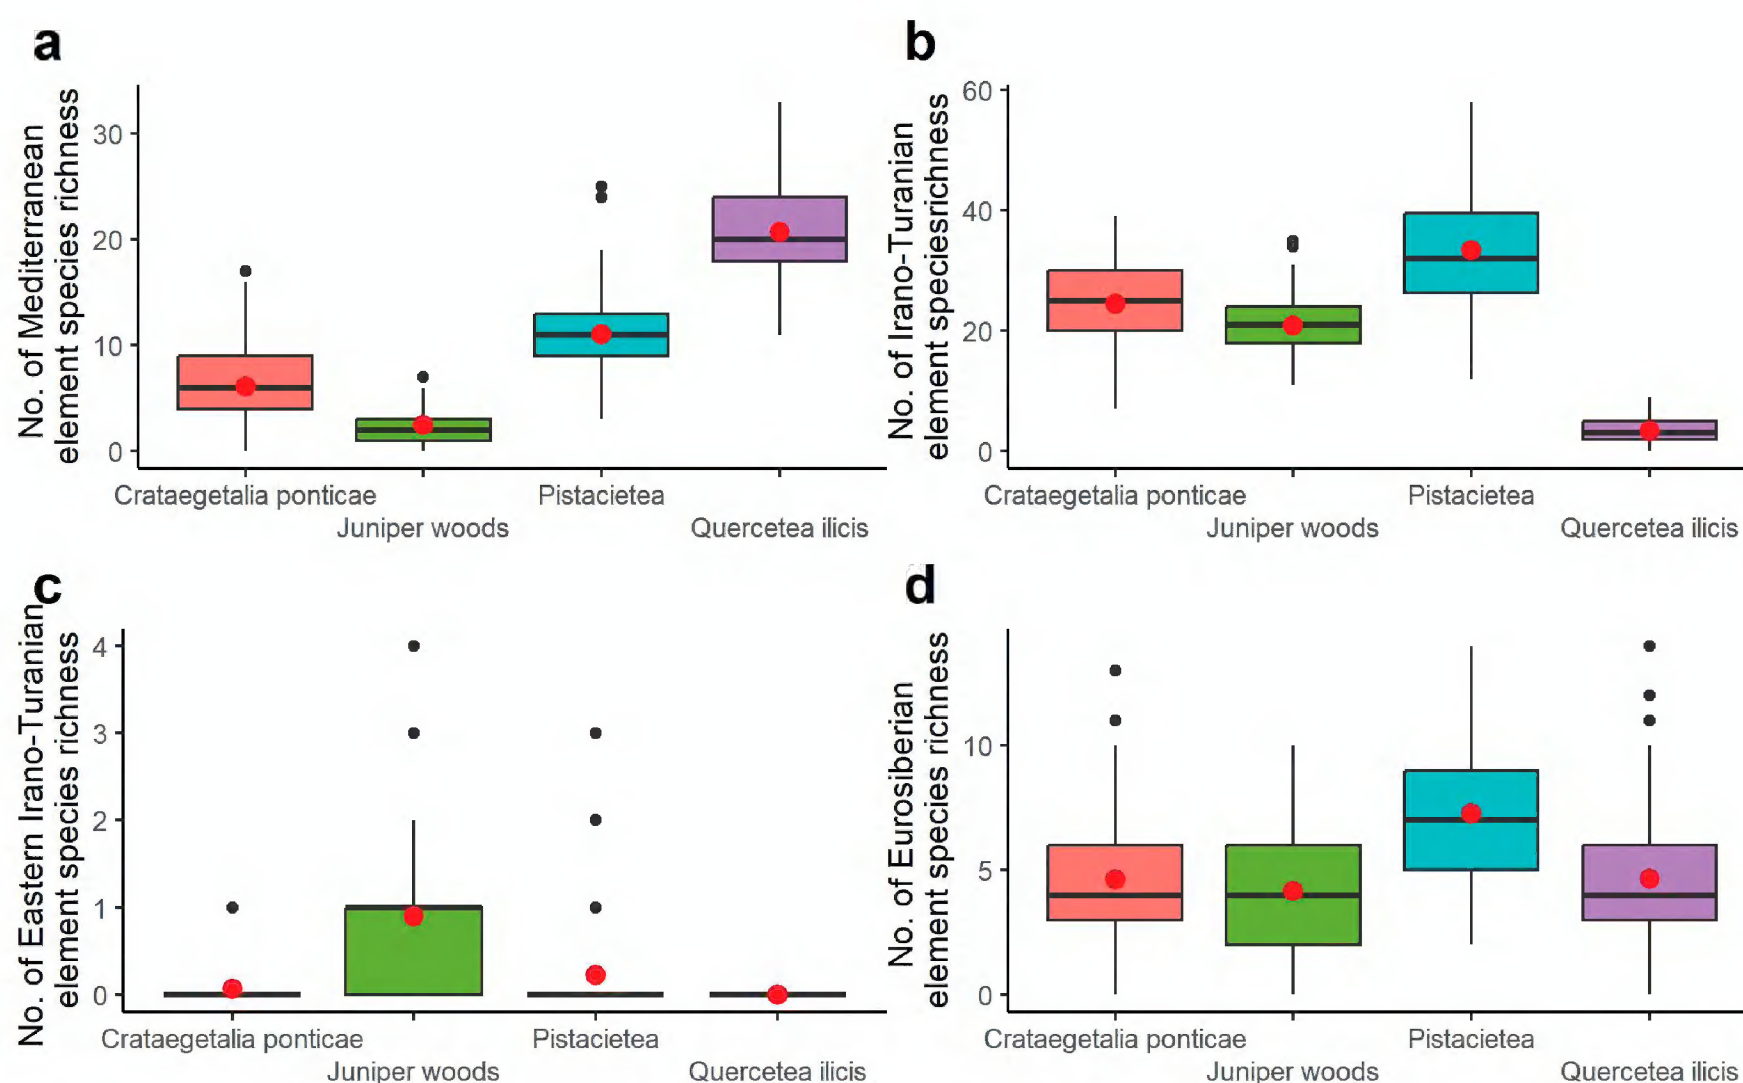 a
No. of Mediterranean
element species richness
30
20
10
0
Crataegetalia ponticae
Juniper woods
Pistacietea
Quercetea ilicis
b
No. of Irano-Turanian
element speciesrichness
60
40
20
0
Crataegetalia ponticae
Juniper woods
Pistacietea
Quercetea ilicis
c
No. of Eastern Irano-Turanian
element species richness
4
3
2
1
0
Crataegetalia ponticae
Juniper woods
Pistacietea
Quercetea ilicis
d
No. of Eurosiberian
element species richness
10
5
0
Crataegetalia ponticae
Juniper woods
Pistacietea
Quercetea ilicis